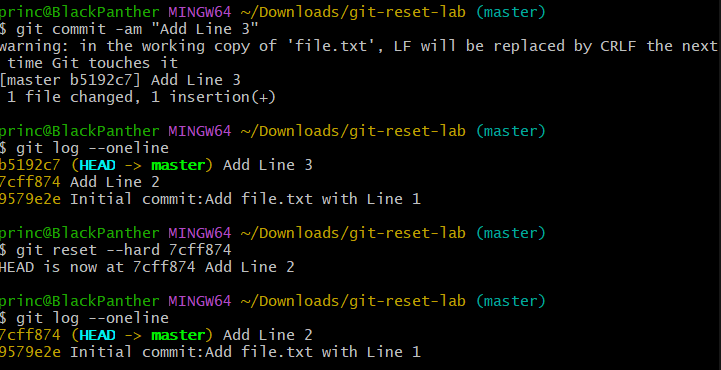 princ@BlackPanther MINGW64 ~/Downloads/git-reset-lab (master)
$ git commit -am "Add Line 3"
warning: in the working copy of 'file.txt', LF will be replaced by CRLF the next
 time Git touches it
[master b5192c7] Add Line 3
 1 file changed, 1 insertion(+)
princ@BlackPanther MINGW64 ~/Downloads/git-reset-lab (master)
$ git log --oneline
b5192c7 (HEAD -> master) Add Line 3
7cff874 Add Line 2
9579e2e Initial commit:Add file.txt with Line 1
princ@BlackPanther MINGW64 ~/Downloads/git-reset-lab (master)
$ git reset --hard 7cff874
HEAD is now at 7cff874 Add Line 2
princ@BlackPanther MINGW64 ~/Downloads/git-reset-lab (master)
$ git log --oneline
7cff874 (HEAD -> master) Add Line 2
9579e2e Initial commit:Add file.txt with Line 1